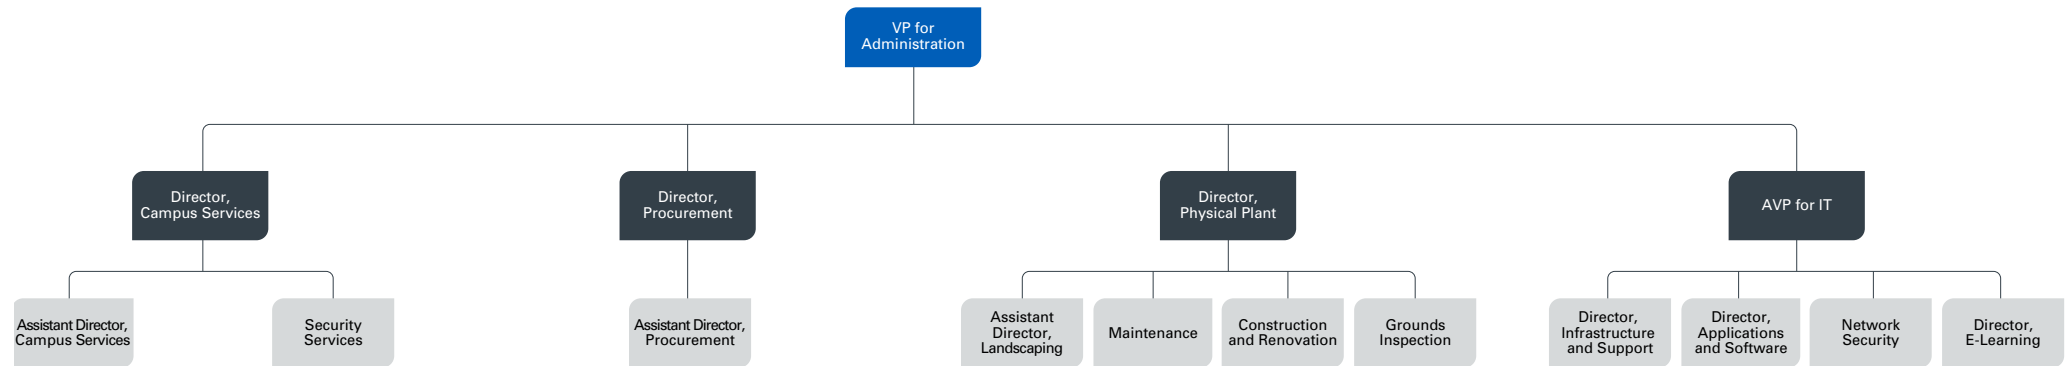 VP for
Administration
Director,
Campus Services
Director,
Procurement
Director,
Physical Plant
AVP for IT
Assistant Director,
Campus Services
Security
Services
Assistant Director,
Procurement
Assistant
Director,
Landscaping
Maintenance
Construction
and Renovation
Grounds
Inspection
Director,
Infrastructure
and Support
Director,
Applications
and Software
Network
Security
Director,
E-Learning